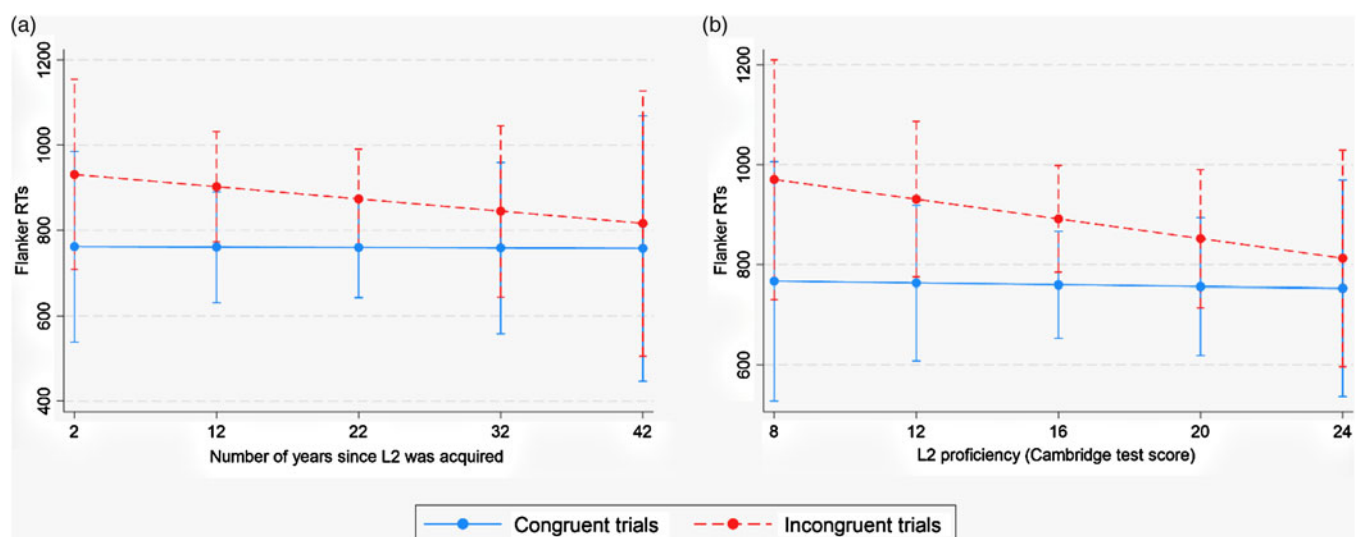 (a)
Flanker RTs
1200
1000
800
600
400
2 12 22 32 42
Number of years since L2 was acquired
(b)
Flanker RTs
1200
1000
800
600
8 12 16 20 24
L2 proficiency (Cambridge test score)
Congruent trials Incongruent trials